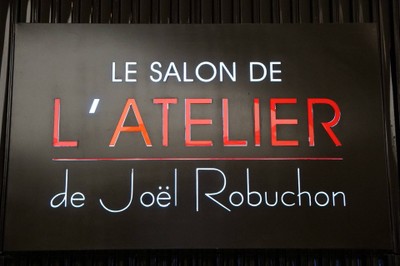 LE SALON DE
L'ATELIER
de Joël Robuchon